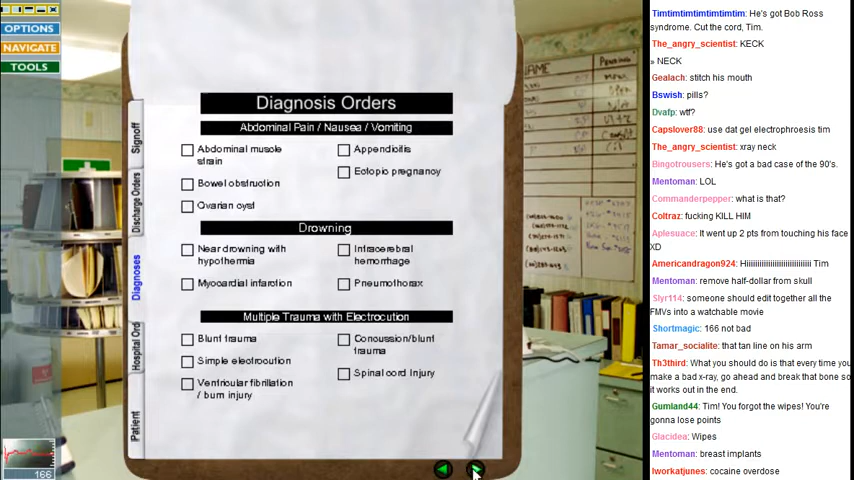 OPTIONS
NAVIGATE
TOOLS
Diagnosis Orders
Abdominal Pain / Nausea / Vomiting
Abdominal muscle
strain
Bowel obstruction
Ovarian cyst
Appendicitis
Ectopic pregnancy
Drowning
Near drowning with
hypothermia
Myocardial infarction
Intracerebral
hemorrhage
Pneumothorax
Multiple Trauma with Electrocution
Blunt trauma
Simple electrocution
Ventricular fibrillation
/ burn injury
Concussion/blunt
trauma
Spinal cord Injury
Signoff
Discharge Orders
Diagnoses
Hospital Ord
Patient
166
Timtimtimtimtimtimtim: He's got Bob Ross
syndrome. Cut the cord, Tim.
The_angry_scientist: KECK
» NECK
Gealach: stitch his mouth
Bswish: pills?
Dvafp: wtf?
Capslover88: use dat gel electrophroesis tim
The_angry_scientist: xray neck
Bingotrousers: He's got a bad case of the 90's.
Mentoman: LOL
Commanderpepper: what is that?
Coltraz: fucking KILL HIM
Aplesuace: It went up 2 pts from touching his face
XD
Americandragon924: Hiiiiiiiiiiiiiiiiiiiiiiiii Tim
Mentoman: remove half-dollar from skull
Slyr114: someone should edit together all the
FMVs into a watchable movie
Shortmagic: 166 not bad
Tamar_socialite: that tan line on his arm
Th3third: What you should do is that every time you
make a bad x-ray, go ahead and break that bone so
it works out in the end.
Gumland44: Tim! You forgot the wipes! You're
gonna lose points
Glacidea: Wipes
Mentoman: breast implants
Iworkatjunes: cocaine overdose